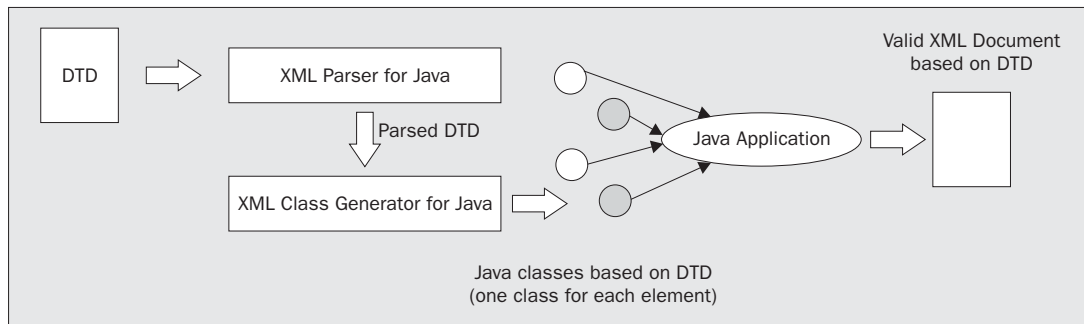 DTD
XML Parser for Java
Parsed DTD
XML Class Generator for Java
Java classes based on DTD
(one class for each element)
Java Application
Valid XML Document
based on DTD